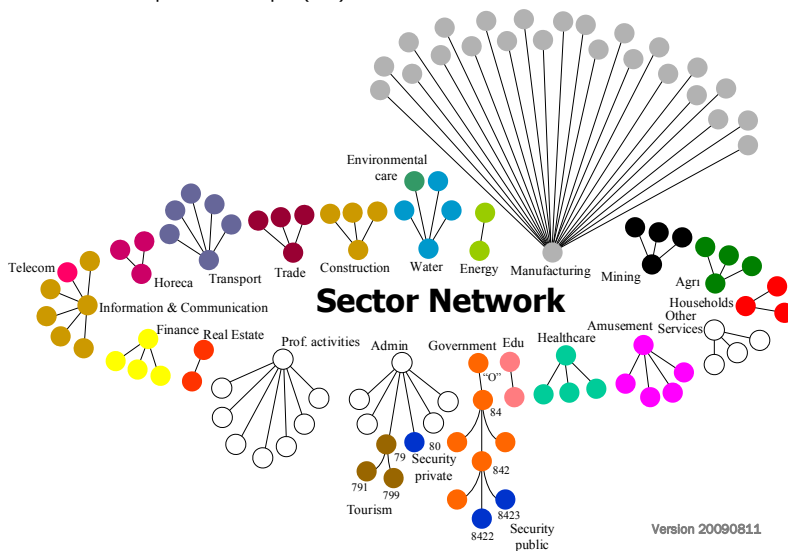 Environmental
care
Telecom
Horeca
Transport
Trade
Construction
Water
Energy
Manufacturing
Mining
Agri
Households
Other
Services
Information & Communication
Sector Network
Finance
Real Estate
Prof. activities
Admin
Government
Edu
Healthcare
Amusement
"O"
84
79
80
Security
private
842
791
799
Tourism
8423
8422
Security
public
Version 20090811